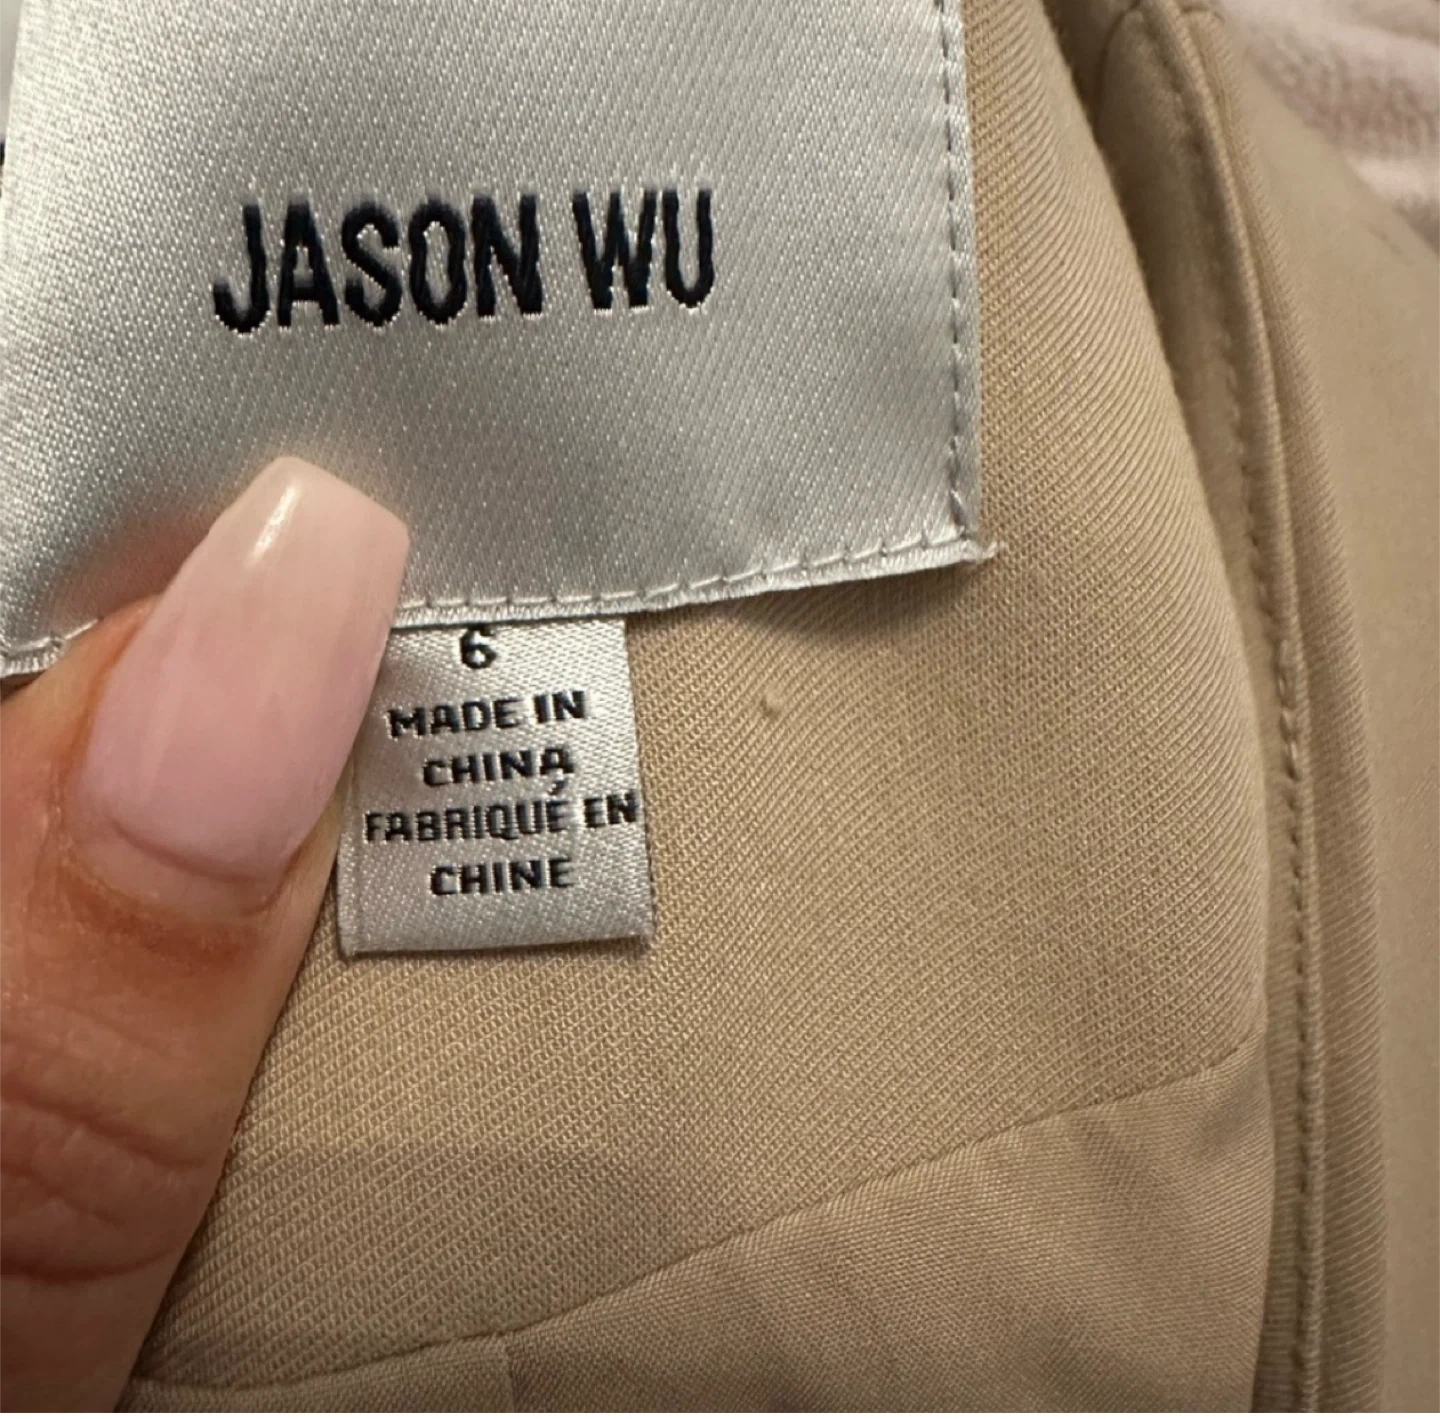 JASON WU
6
MADE IN
CHINA
FABRIQUÉ EN
CHINE